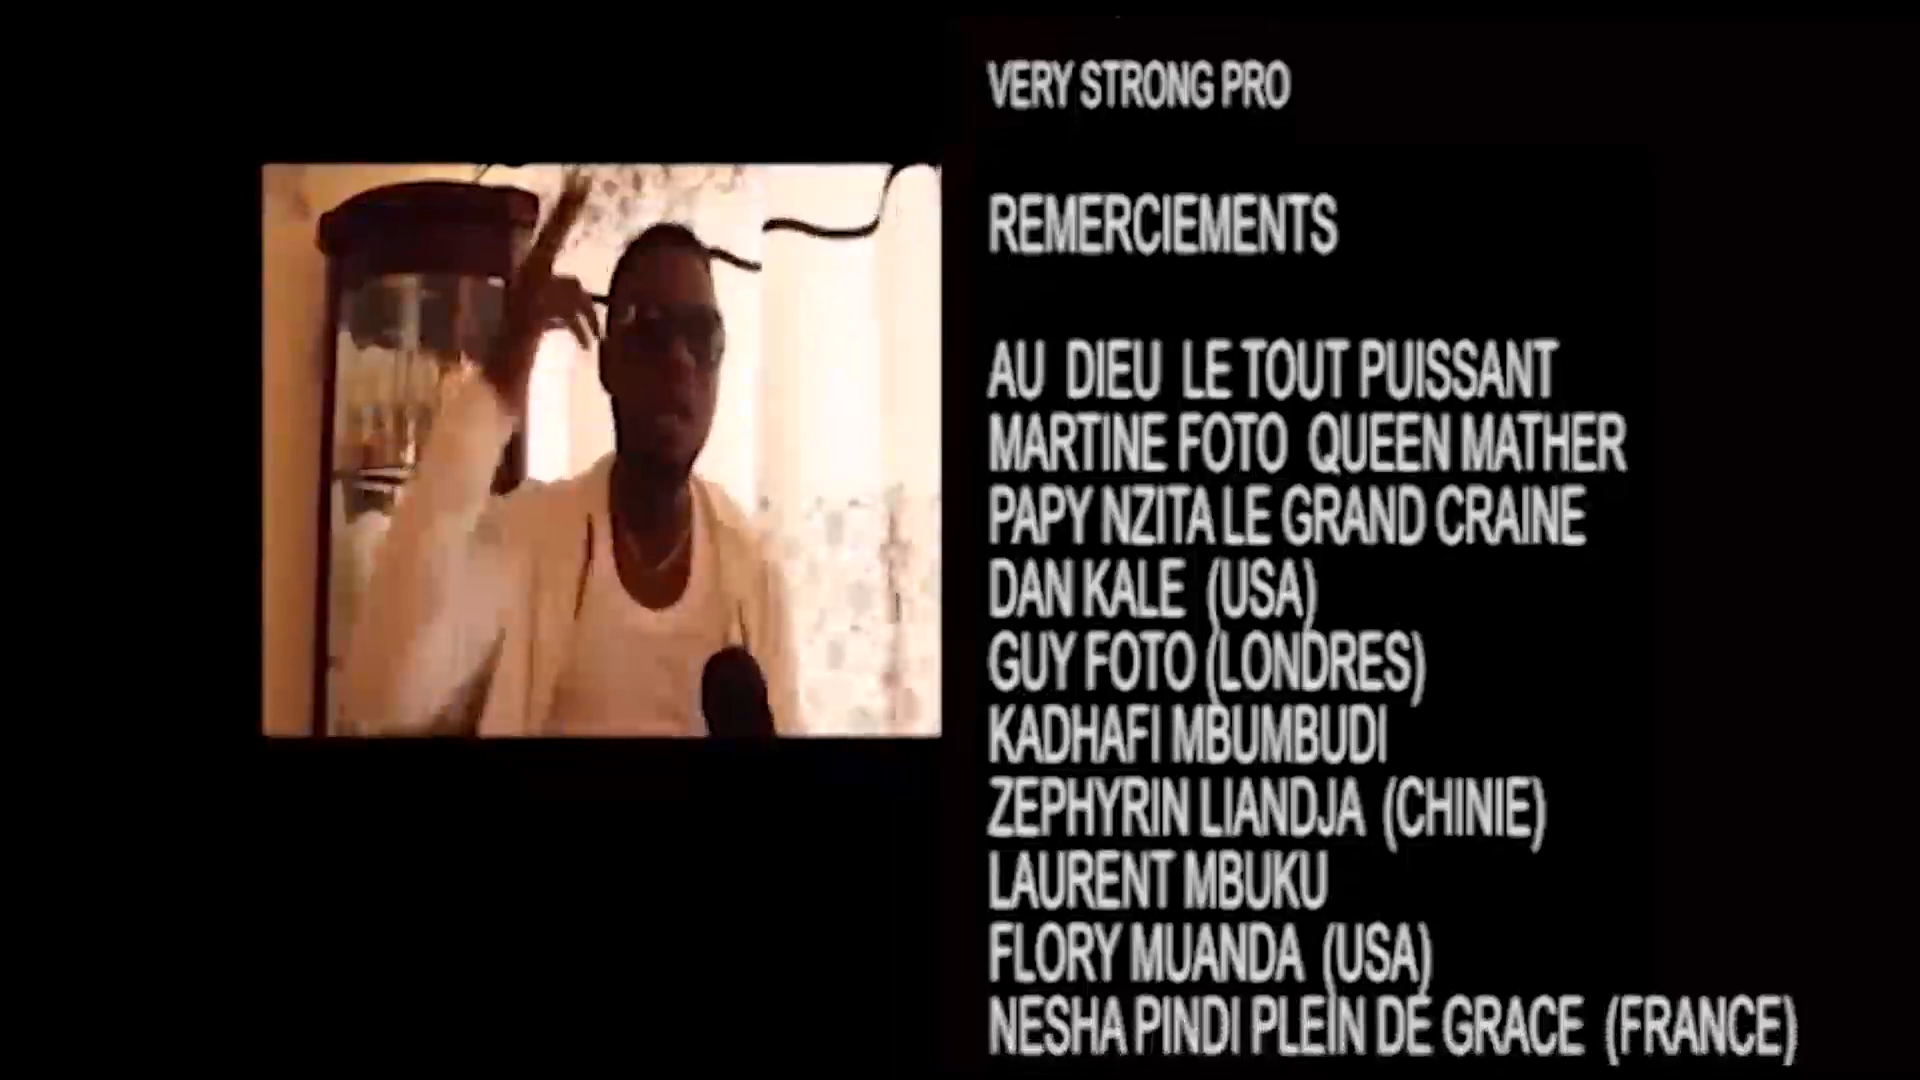 VERY STRONG PRO
REMERCIEMENTS
AU DIEU LE TOUT PUISSANT
MARTINE FOTO QUEEN MATHER
PAPY NZITA LE GRAND CRAINE
DAN KALE (USA)
GUY FOTO (LONDRES)
KADHAFI MBUMBUDI
ZEPHYRIN LIANDJA (CHINIE)
LAURENT MBUKU
FLORY MUANDA (USA)
NESHA PINDI PLEIN DE GRACE (FRANCE)